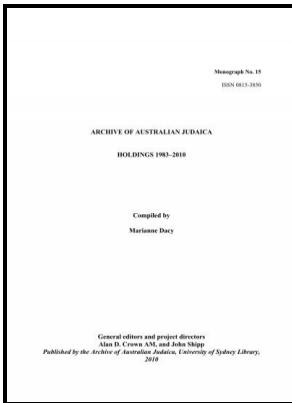 Monograph No. 15
ISSN 0815-3850
ARCHIVE OF AUSTRALIAN JUDAICA
HOLDINGS 1983–2010
Compiled by
Marianne Dacy
General editors and project directors
Alan D. Crown AM, and John Shipp
Published by the Archive of Australian Judaica, University of Sydney Library,
2010